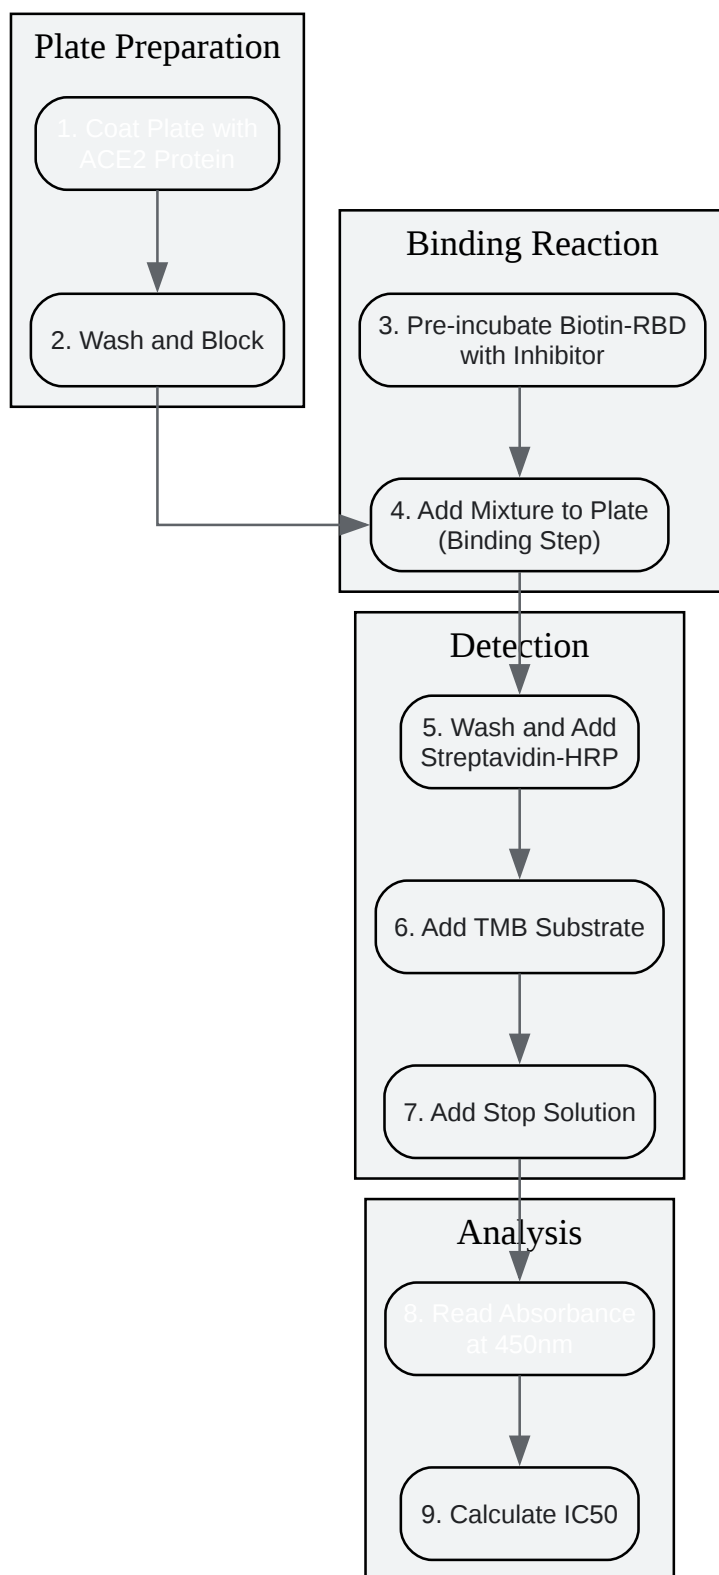 Plate Preparation
1. Coat Plate with
ACE2 Protein
2. Wash and Block
Binding Reaction
3. Pre-incubate Biotin-RBD
with Inhibitor
4. Add Mixture to Plate
(Binding Step)
Detection
5. Wash and Add
Streptavidin-HRP
6. Add TMB Substrate
7. Add Stop Solution
Analysis
8. Read Absorbance
at 450nm
9. Calculate IC50